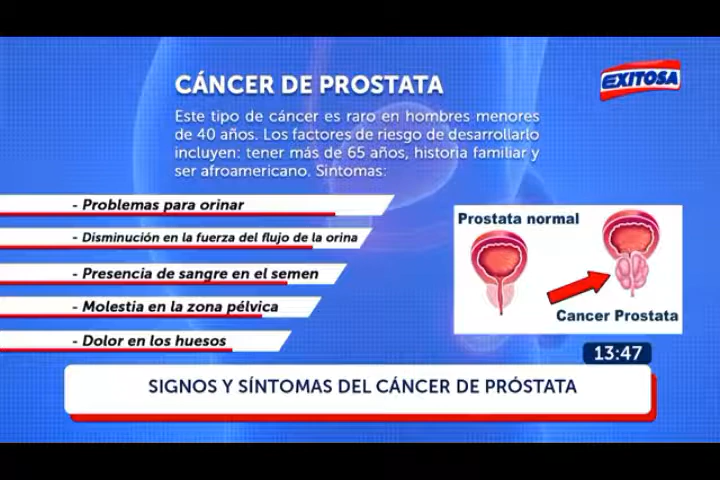 CÁNCER DE PROSTATA
EXITOSA
Este tipo de cáncer es raro en hombres menores
de 40 años. Los factores de riesgo de desarrollarlo
incluyen: tener más de 65 años, historia familiar y
ser afroamericano. Síntomas:
- Problemas para orinar
- Disminución en la fuerza del flujo de la orina
- Presencia de sangre en el semen
- Molestia en la zona pélvica
- Dolor en los huesos
Prostata normal
Cancer Prostata
13:47
SIGNOS Y SÍNTOMAS DEL CÁNCER DE PRÓSTATA